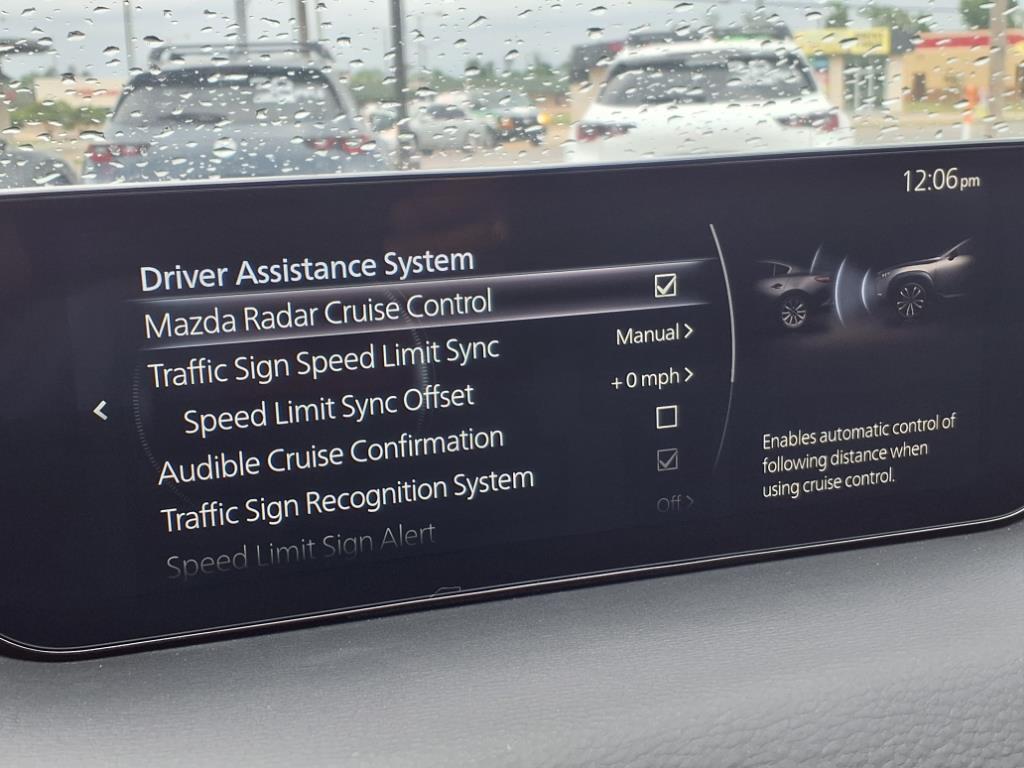 12:06pm
Driver Assistance System
Mazda Radar Cruise Control
Traffic Sign Speed Limit Sync Manual >
Speed Limit Sync Offset +0 mph >
Audible Cruise Confirmation
Traffic Sign Recognition System
Speed Limit Sign Alert Off >
Enables automatic control of
following distance when
using cruise control.